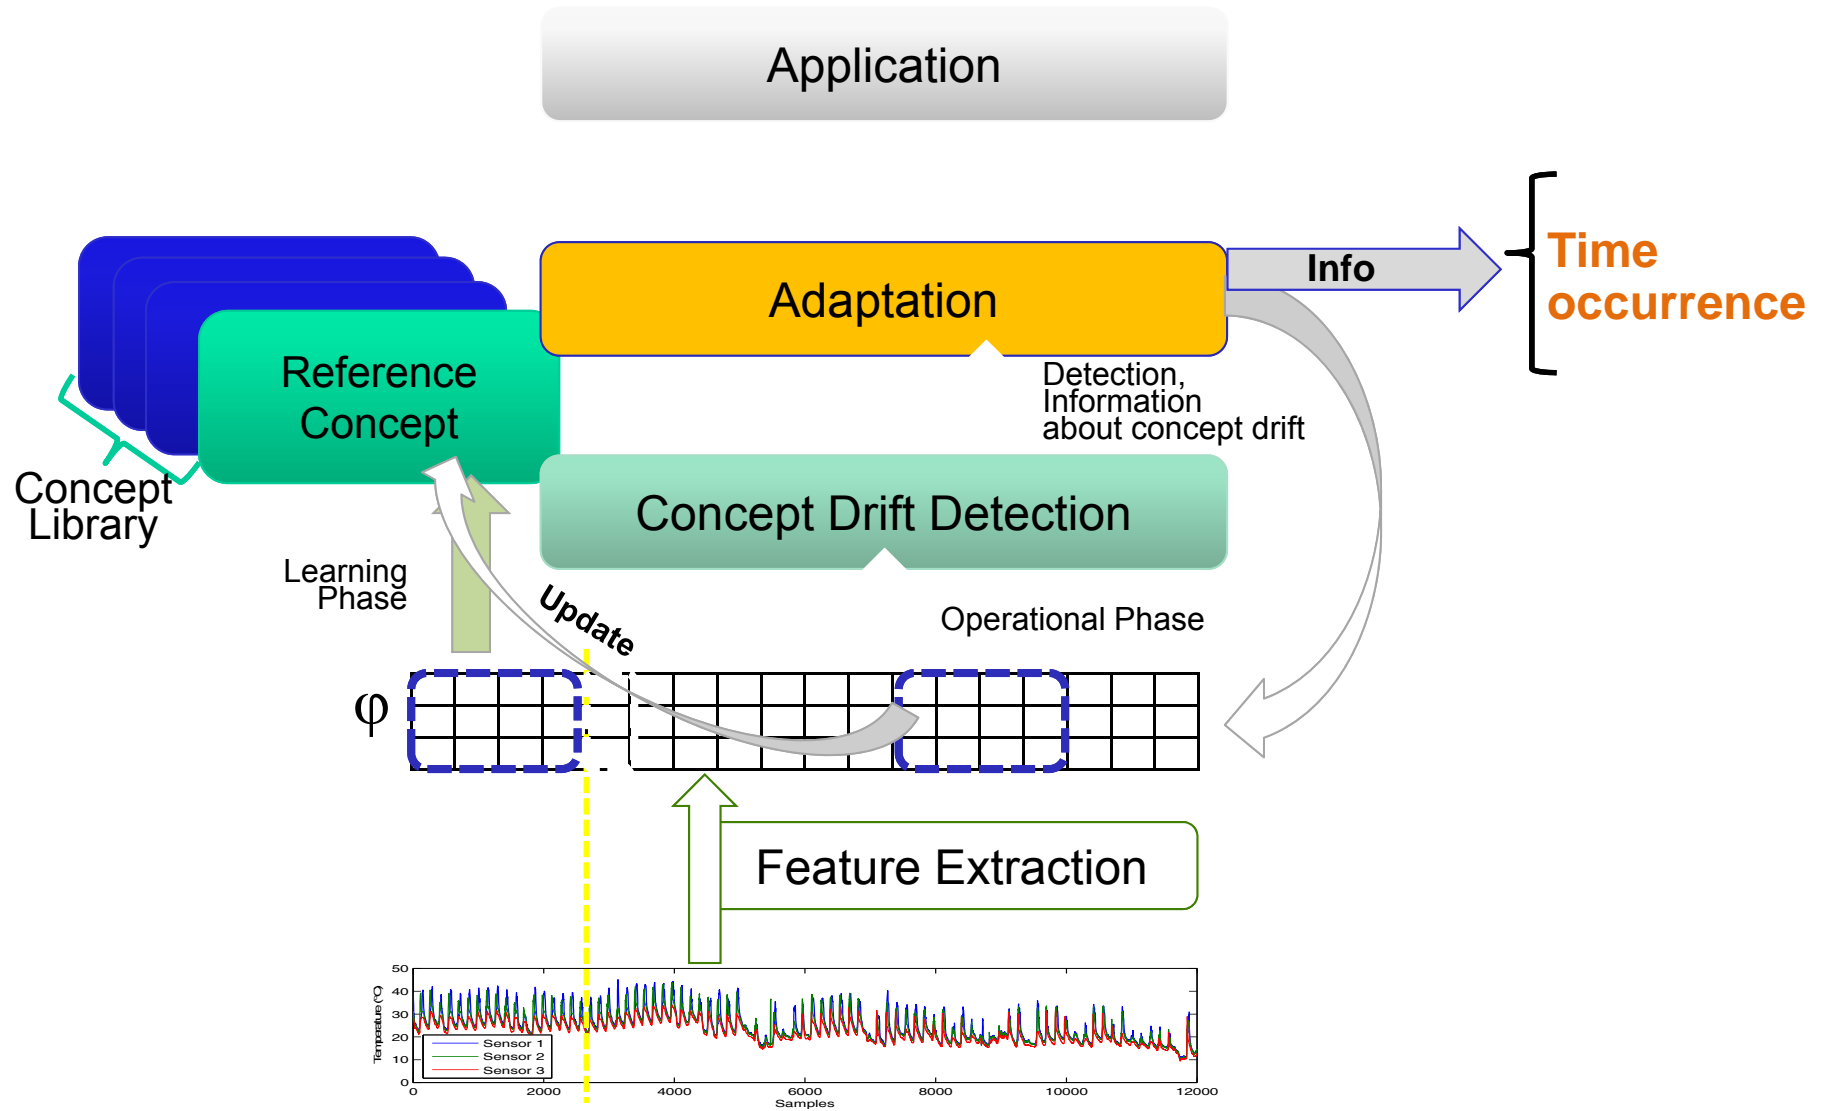 Application
Info
Time
occurrence
Adaptation
Reference
Concept
Detection,
Information
about concept drift
Concept
Library
Concept Drift Detection
Learning
Phase
Update
Operational Phase
φ
Feature Extraction
50
40
30
20
10
0
Temperature (°C)
Sensor 1
Sensor 2
Sensor 3
0 2000 4000 6000 8000 10000 12000
Samples